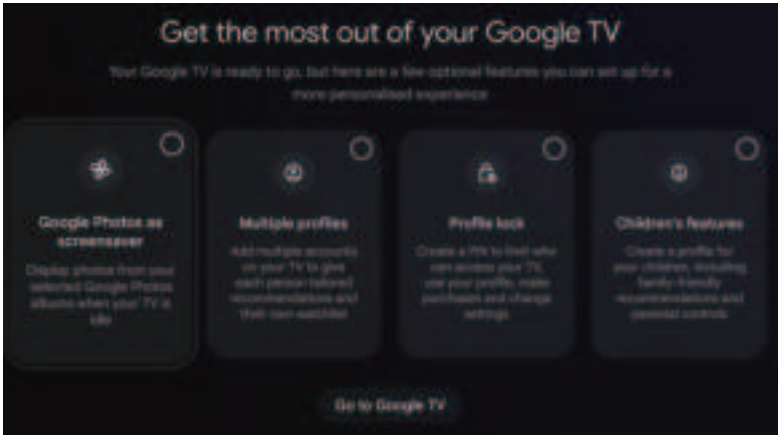 Get the most out of your Google TV
Your Google TV is ready to go, but here are a few optional features you can set up for a
more personalised experience
Google Photos as
screensaver
Display photos from your
selected Google Photos
albums when your TV is
idle
Multiple profiles
Add multiple accounts
on your TV to give
each person tailored
recommendations and
their own watchlist
Profile lock
Create a PIN to limit who
can access your TV,
use your profile, make
purchases and change
settings
Children's features
Create a profile for
your children, including
family-friendly
recommendations and
parental controls
Go to Google TV